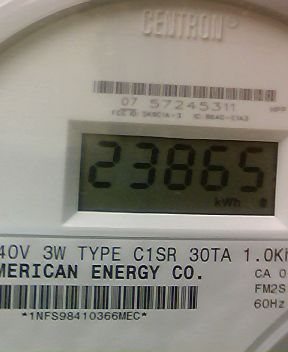 CENTRON®
07 57245311
23865
kWh
40V 3W TYPE C1SR 30TA 1.0Kh
MERICAN ENERGY CO.
CA 0
FM2S
60Hz
*1NFS98410366MEC*